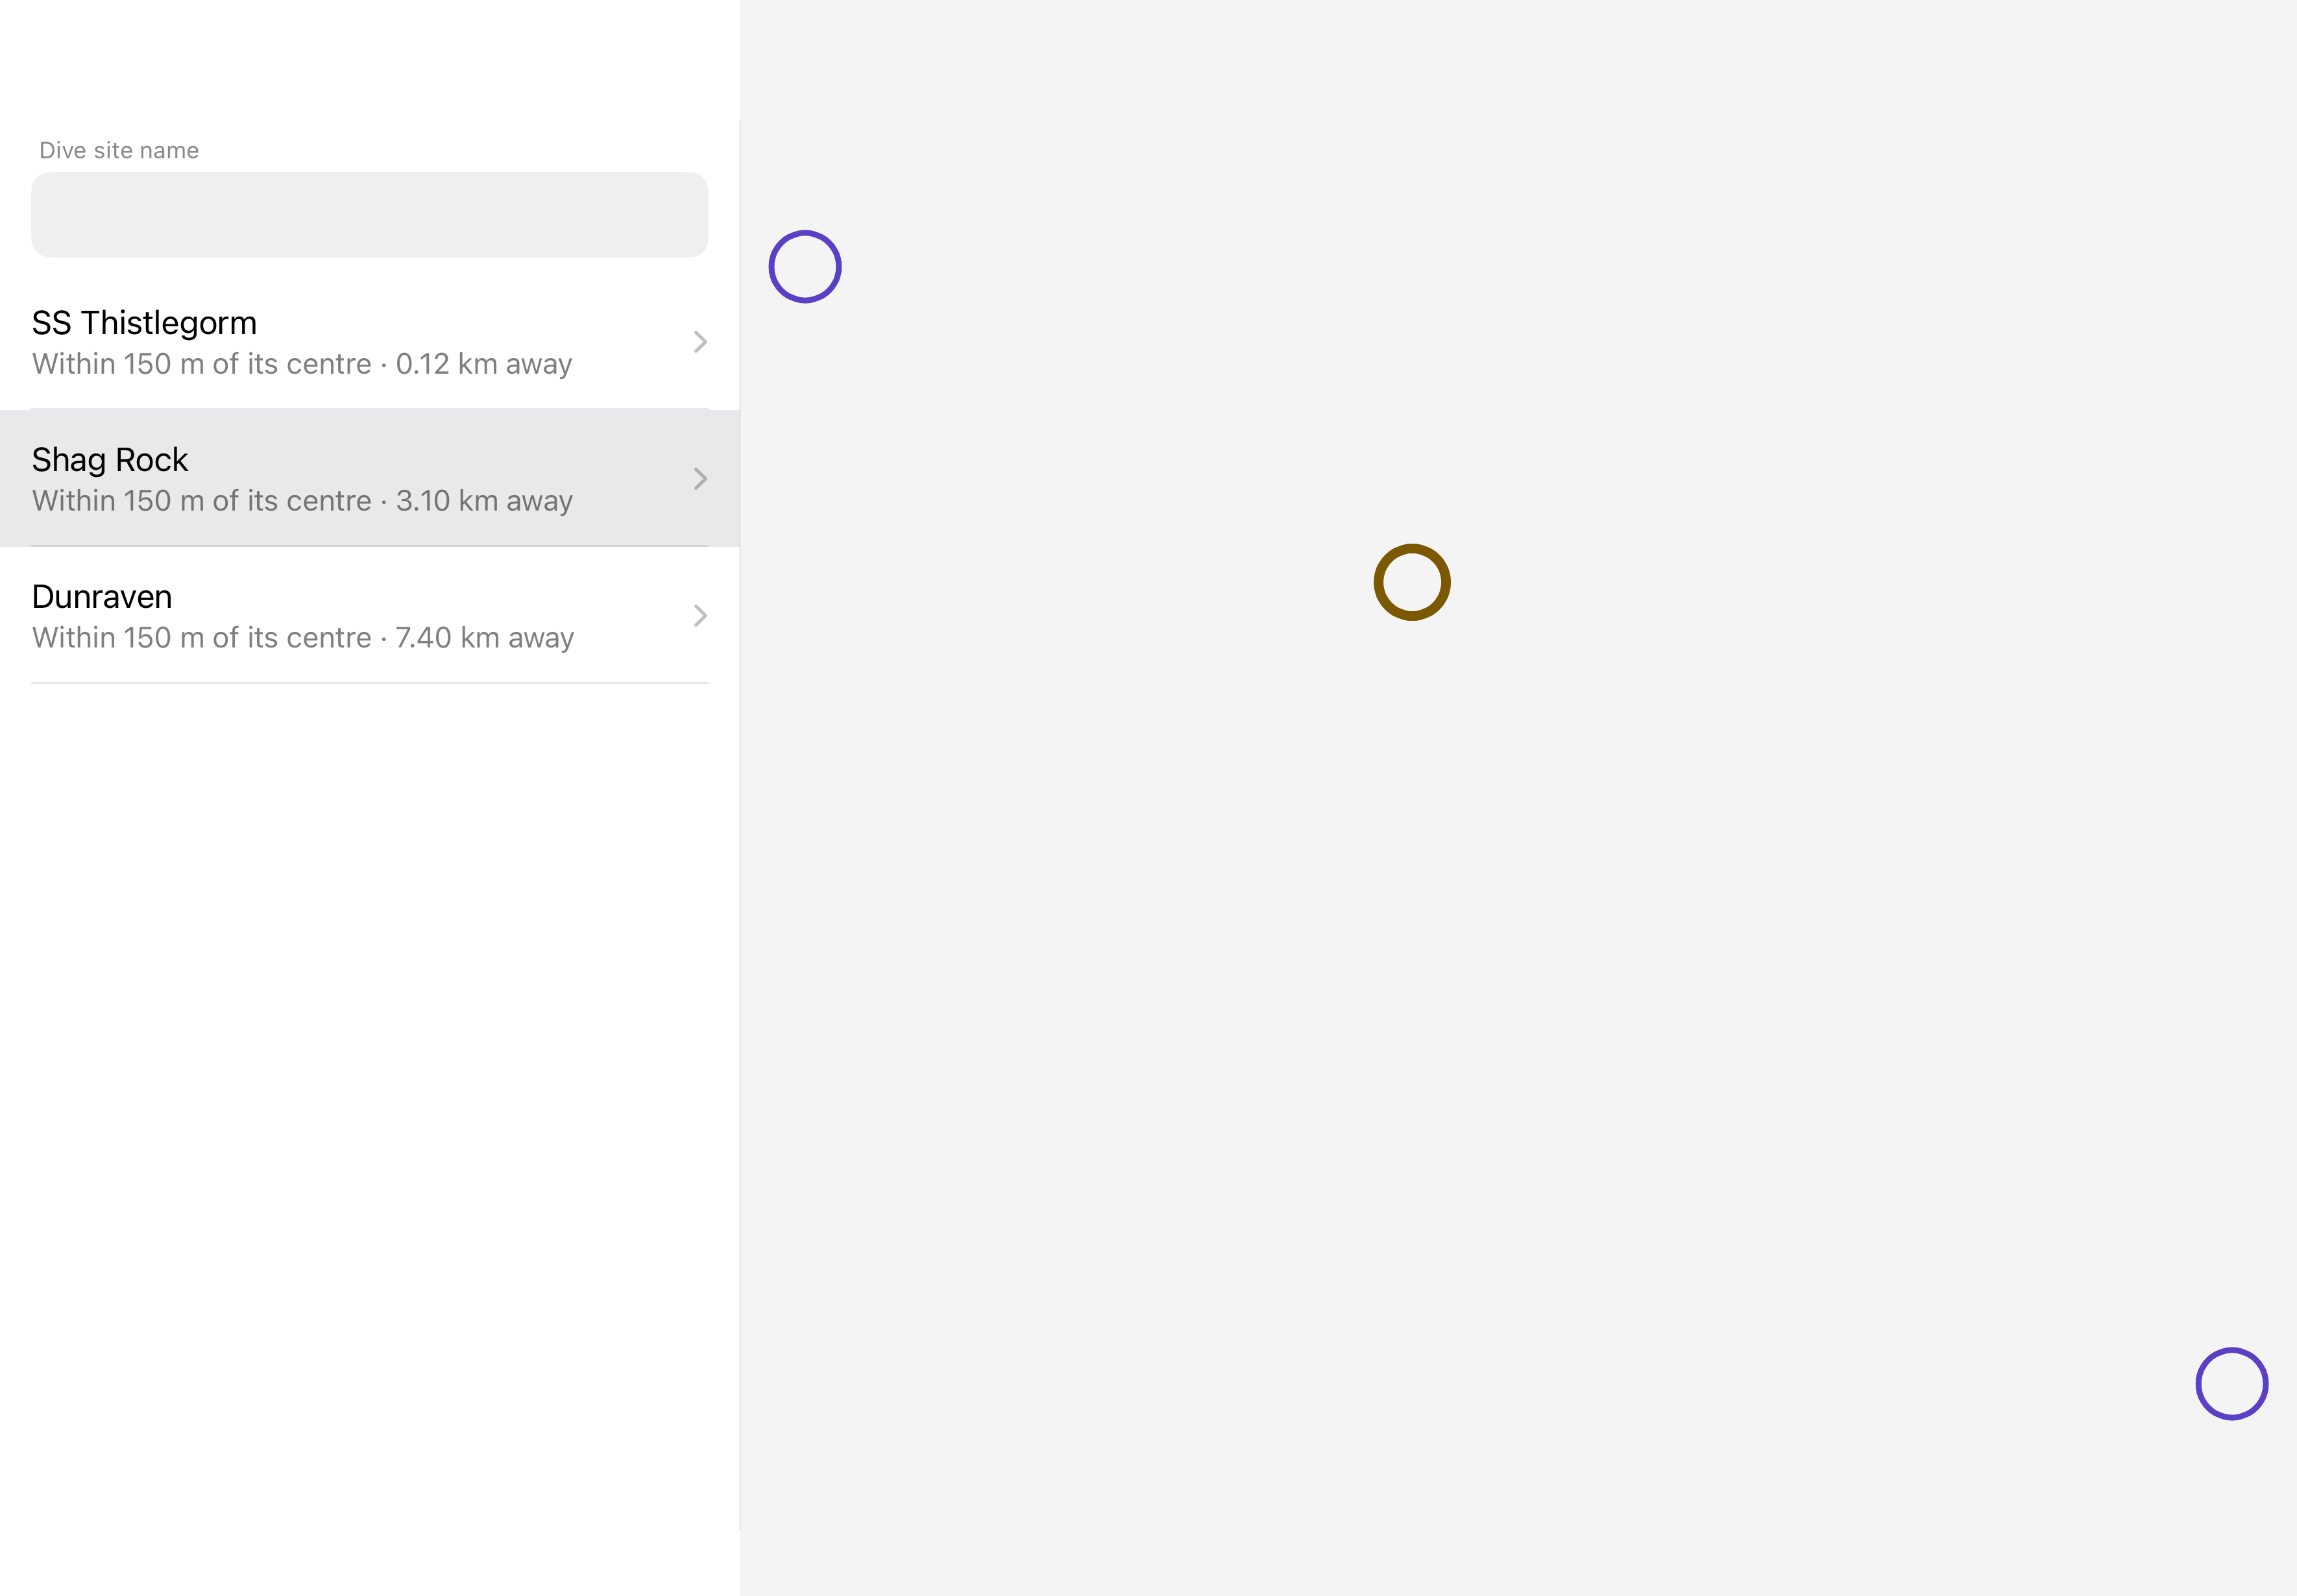 Dive site name
SS Thistlegorm
Within 150 m of its centre · 0.12 km away
Shag Rock
Within 150 m of its centre · 3.10 km away
Dunraven
Within 150 m of its centre · 7.40 km away